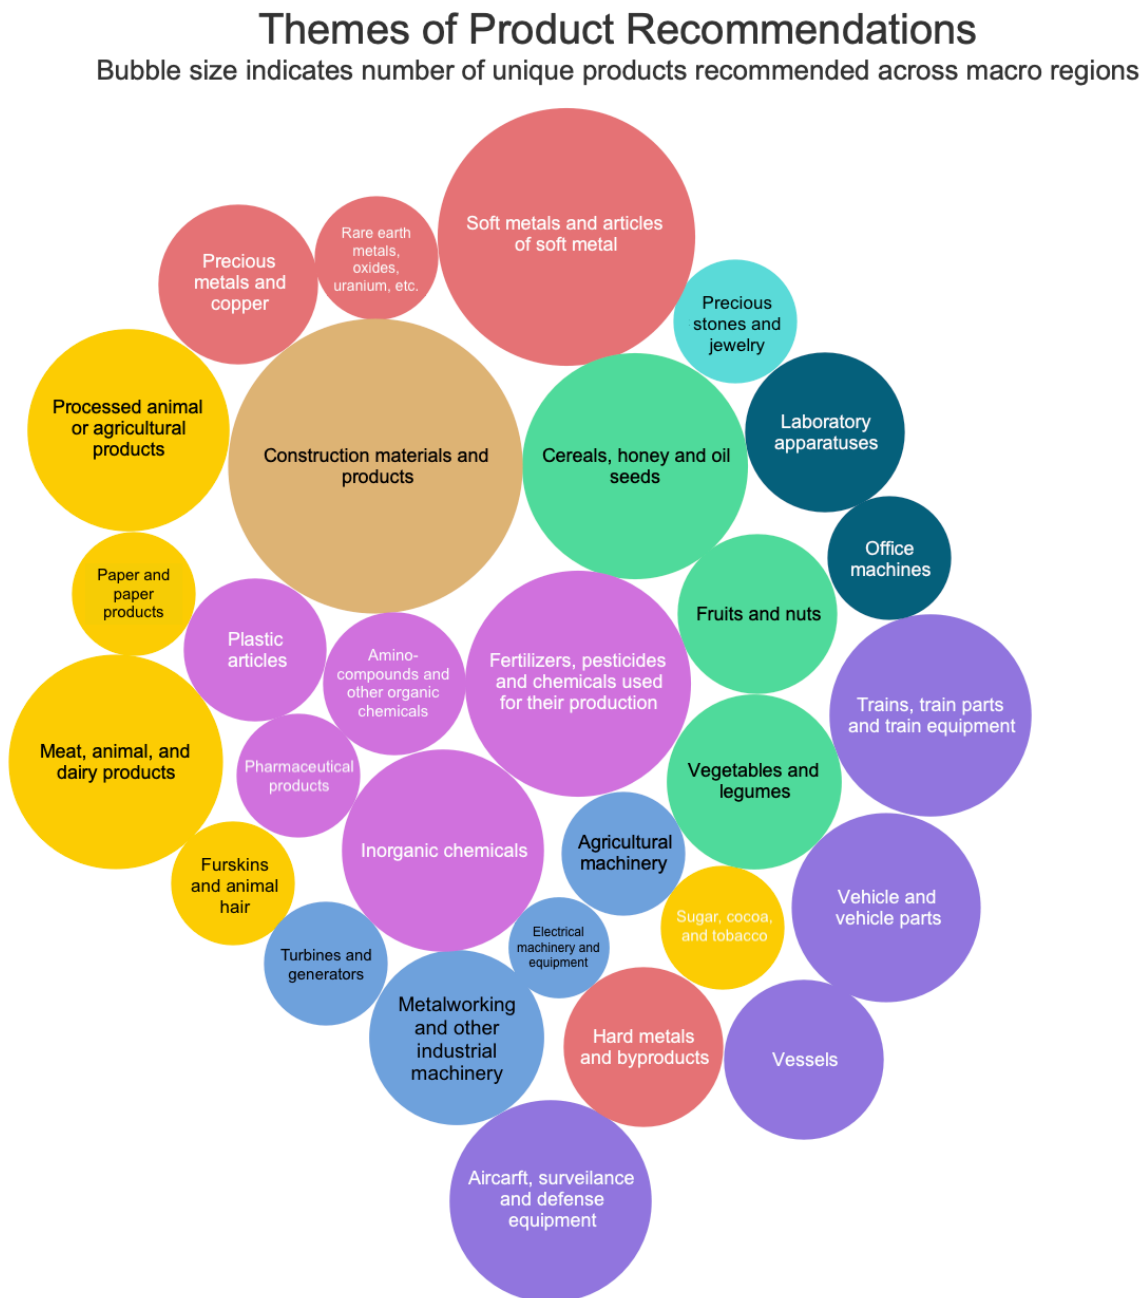 Themes of Product Recommendations
Bubble size indicates number of unique products recommended across macro regions
Soft metals and articles
of soft metal
Rare earth
metals,
oxides,
uranium, etc.
Precious
metals and
copper
Precious
stones and
jewelry
Processed animal
or agricultural
products
Construction materials and
products
Cereals, honey and oil
seeds
Laboratory
apparatuses
Office
machines
Paper and
paper
products
Plastic
articles
Amino-
compounds and
other organic
chemicals
Fertilizers, pesticides
and chemicals used
for their production
Fruits and nuts
Trains, train parts
and train equipment
Meat, animal, and
dairy products
Pharmaceutical
products
Vegetables and
legumes
Inorganic chemicals
Agricultural
machinery
Furskins
and animal
hair
Sugar, cocoa,
and tobacco
Vehicle and
vehicle parts
Turbines and
generators
Electrical
machinery and
equipment
Metalworking
and other
industrial
machinery
Hard metals
and byproducts
Vessels
Aircarft, surveilance
and defense
equipment